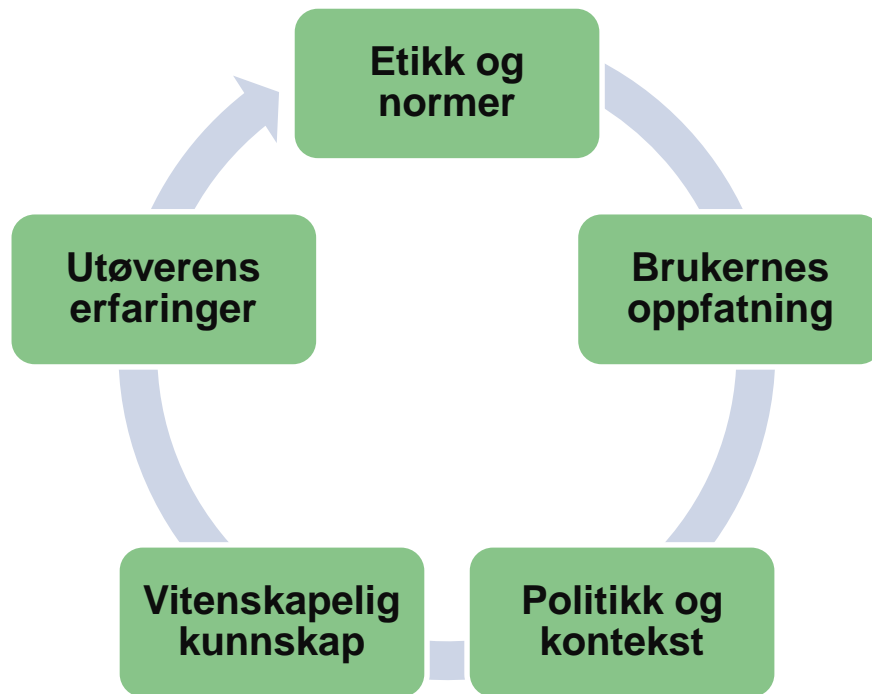 Etikk og
normer
Brukernes
oppfatning
Politikk og
kontekst
Vitenskapelig
kunnskap
Utøverens
erfaringer